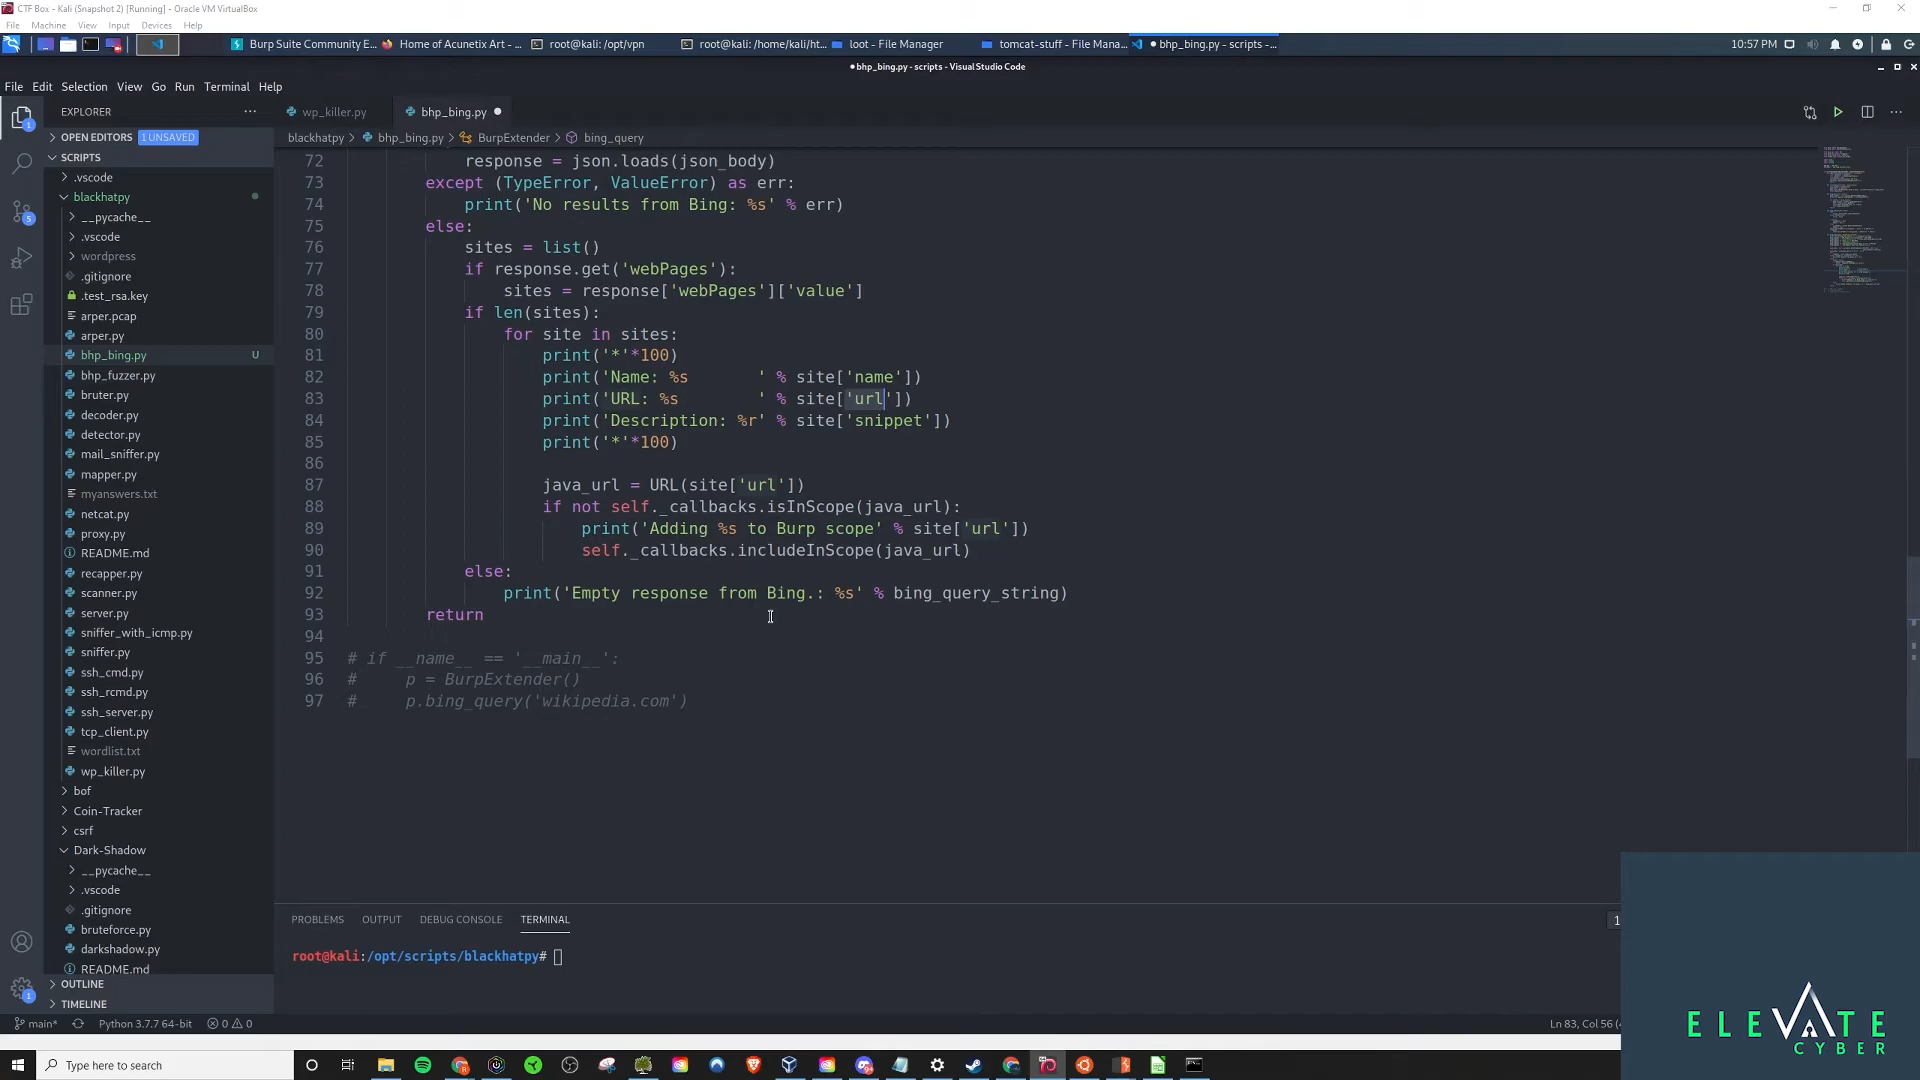 CTF Box - Kali (Snapshot 2) [Running] - Oracle VM VirtualBox
File Machine View Input Devices Help
Burp Suite Community E... Home of Acunetix Art - ... root@kali: /opt/vpn root@kali: /home/kali/ht... loot - File Manager tomcat-stuff - File Mana... bhp_bing.py - scripts -... 10:57 PM
bhp_bing.py - scripts - Visual Studio Code
File Edit Selection View Go Run Terminal Help
EXPLORER ... wp_killer.py bhp_bing.py
OPEN EDITORS 1 UNSAVED
blackhatpy > bhp_bing.py > BurpExtender > bing_query
SCRIPTS
.vscode
blackhatpy
__pycache__
.vscode
wordpress
.gitignore
.test_rsa.key
arper.pcap
arper.py
bhp_bing.py U
bhp_fuzzer.py
bruter.py
decoder.py
detector.py
mail_sniffer.py
mapper.py
myanswers.txt
netcat.py
proxy.py
README.md
recapper.py
scanner.py
server.py
sniffer_with_icmp.py
sniffer.py
ssh_cmd.py
ssh_rcmd.py
ssh_server.py
tcp_client.py
wordlist.txt
wp_killer.py
bof
Coin-Tracker
csrf
Dark-Shadow
__pycache__
.vscode
.gitignore
bruteforce.py
darkshadow.py
README.md
OUTLINE
TIMELINE
72 response = json.loads(json_body)
73 except (TypeError, ValueError) as err:
74 print('No results from Bing: %s' % err)
75 else:
76 sites = list()
77 if response.get('webPages'):
78 sites = response['webPages']['value']
79 if len(sites):
80 for site in sites:
81 print('*'*100)
82 print('Name: %s       ' % site['name'])
83 print('URL: %s        ' % site['url'])
84 print('Description: %r' % site['snippet'])
85 print('*'*100)
86
87 java_url = URL(site['url'])
88 if not self._callbacks.isInScope(java_url):
89 print('Adding %s to Burp scope' % site['url'])
90 self._callbacks.includeInScope(java_url)
91 else:
92 print('Empty response from Bing.: %s' % bing_query_string)
93 return
94
95 # if __name__ == '__main__':
96 #     p = BurpExtender()
97 #     p.bing_query('wikipedia.com')
PROBLEMS OUTPUT DEBUG CONSOLE TERMINAL 1
root@kali:/opt/scripts/blackhatpy#
main* Python 3.7.7 64-bit 0 0 Ln 83, Col 56
ELEVATE
CYBER
Type here to search